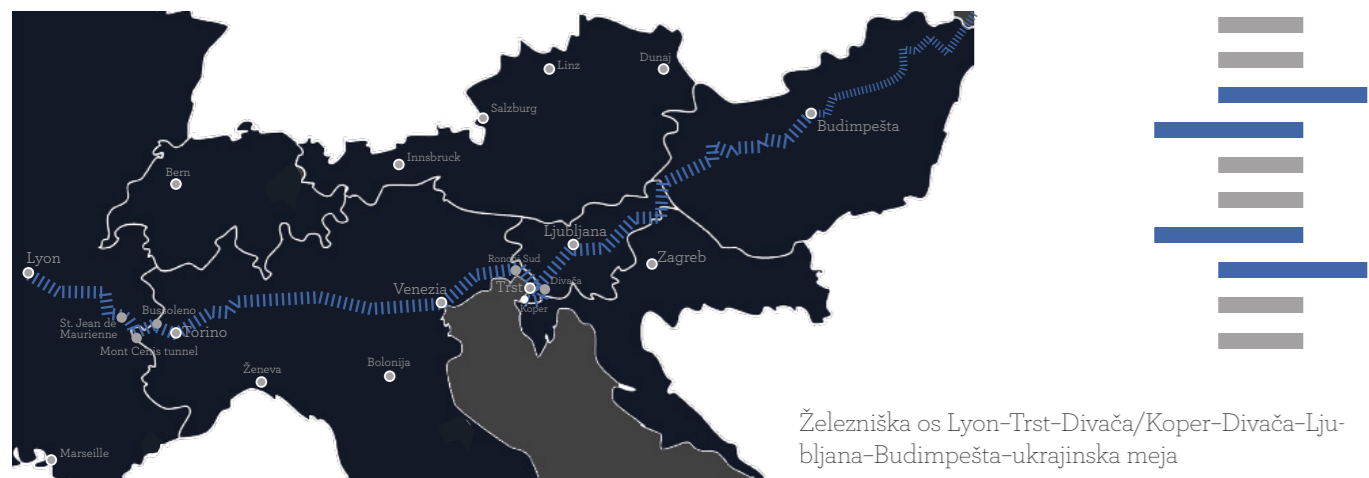 Linz
Dunaj
Salzburg
Budimpešta
Innsbruck
Bern
Ljubljana
Zagreb
Lyon
Ronchi Sud
Divača
Trst
Venezia
Koper
Bussoleno
St. Jean de
Maurienne
Torino
Mont Cenis tunnel
Bolonija
Ženeva
Marseille
Železniška os Lyon–Trst–Divača/Koper–Divača–Lju-
bljana–Budimpešta–ukrajinska meja